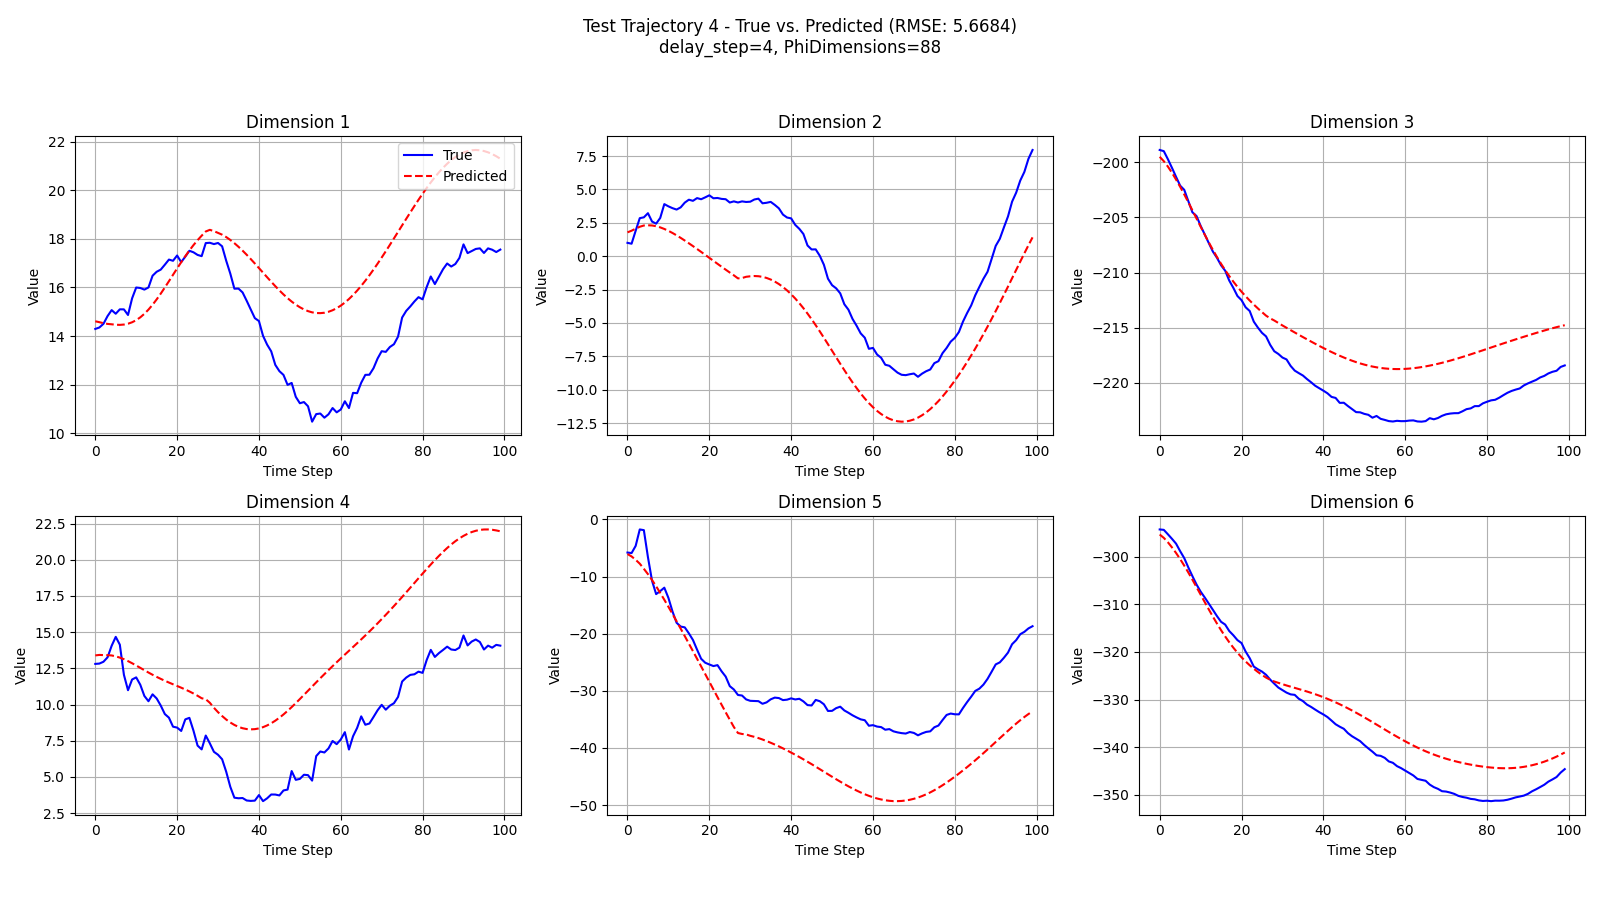 Test Trajectory 4 - True vs. Predicted (RMSE: 5.6684)
delay_step=4, PhiDimensions=88
Dimension 1
22
20
18
16
14
12
10
Value
0 20 40 60 80 100
Time Step
True
Predicted
Dimension 2
7.5
5.0
2.5
0.0
−2.5
−5.0
−7.5
−10.0
−12.5
Value
0 20 40 60 80 100
Time Step
Dimension 3
−200
−205
−210
−215
−220
Value
0 20 40 60 80 100
Time Step
Dimension 4
22.5
20.0
17.5
15.0
12.5
10.0
7.5
5.0
2.5
Value
0 20 40 60 80 100
Time Step
Dimension 5
0
−10
−20
−30
−40
−50
Value
0 20 40 60 80 100
Time Step
Dimension 6
−300
−310
−320
−330
−340
−350
Value
0 20 40 60 80 100
Time Step